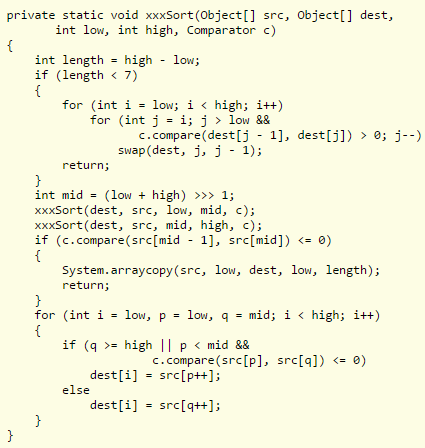 private static void xxxSort(Object[] src, Object[] dest,
int low, int high, Comparator c)
{
int length = high - low;
if (length < 7)
{
for (int i = low; i < high; i++)
for (int j = i; j > low &&
c.compare(dest[j - 1], dest[j]) > 0; j--)
swap(dest, j, j - 1);
return;
}
int mid = (low + high) >>> 1;
xxxSort(dest, src, low, mid, c);
xxxSort(dest, src, mid, high, c);
if (c.compare(src[mid - 1], src[mid]) <= 0)
{
System.arraycopy(src, low, dest, low, length);
return;
}
for (int i = low, p = low, q = mid; i < high; i++)
{
if (q >= high || p < mid &&
c.compare(src[p], src[q]) <= 0)
dest[i] = src[p++];
else
dest[i] = src[q++];
}
}